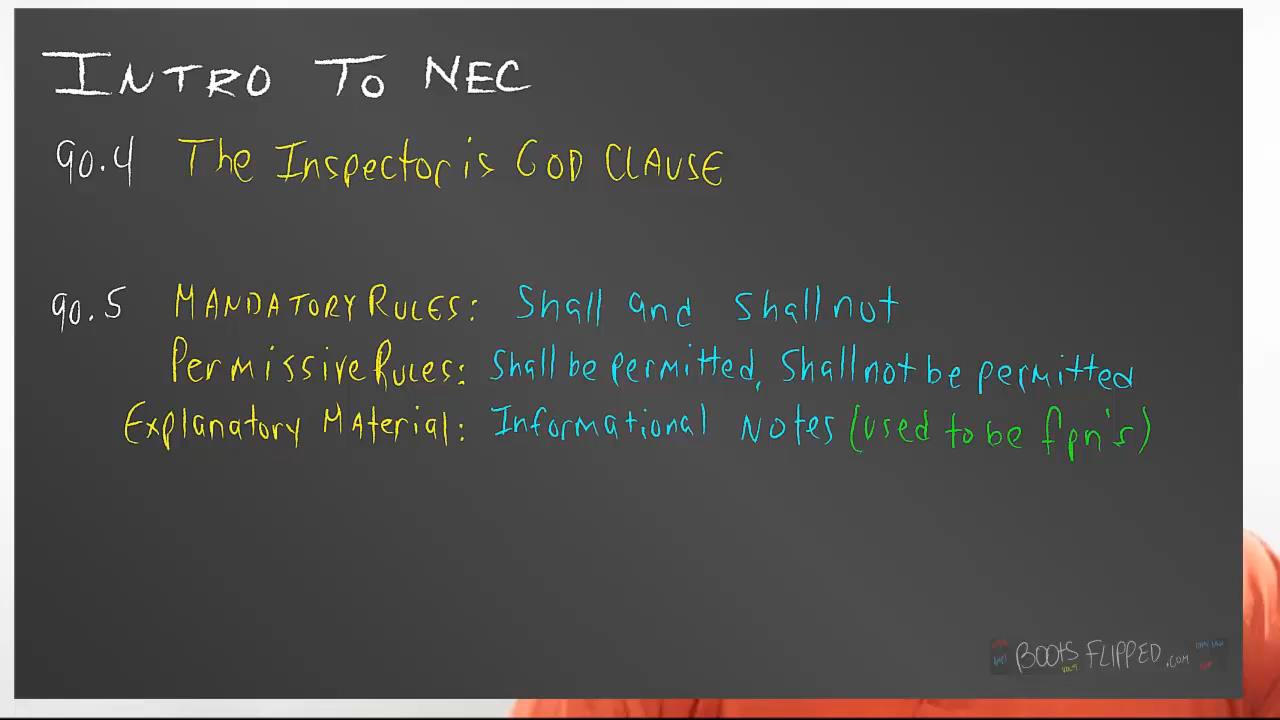 INTRO TO NEC
90.4 The Inspector is GOD CLAUSE
90.5 MANDATORY RULES: Shall and Shall not
Permissive Rules: Shall be permitted, Shall not be permitted
Explanatory Material: Informational Notes (used to be fpn's)
BOOTS FLIPPED.COM